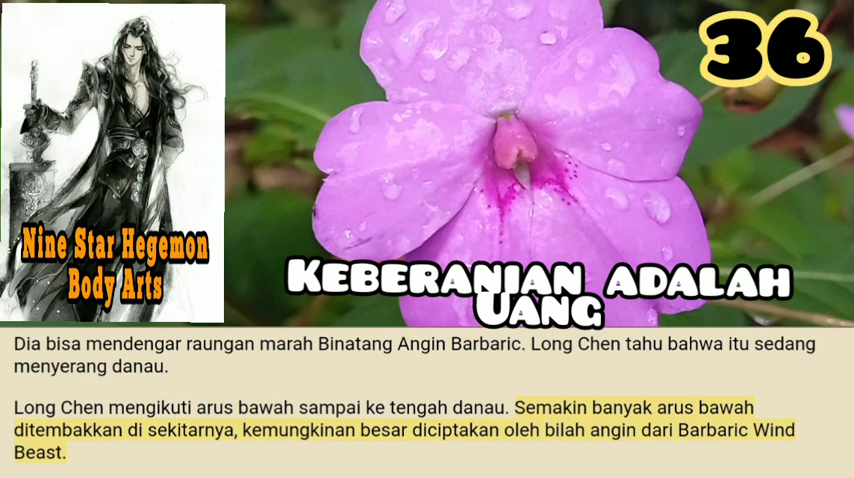 36
Nine Star Hegemon
Body Arts
Keberanian adalah
Uang
Dia bisa mendengar raungan marah Binatang Angin Barbaric. Long Chen tahu bahwa itu sedang
menyerang danau.
Long Chen mengikuti arus bawah sampai ke tengah danau. Semakin banyak arus bawah
ditembakkan di sekitarnya, kemungkinan besar diciptakan oleh bilah angin dari Barbaric Wind
Beast.